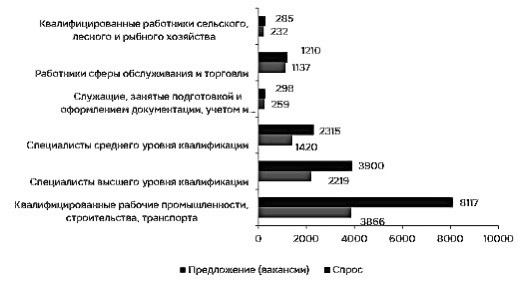 Квалифицированные работники сельского,
лесного и рыбного хозяйства
285
232
Работники сферы обслуживания и торговли
1210
1137
Служащие, занятые подготовкой и
оформлением документации, учетом и...
298
259
Специалисты среднего уровня квалификации
2315
1420
Специалисты высшего уровня квалификации
3900
2219
Квалифицированные рабочие промышленности,
строительства, транспорта
8117
3866
0 2000 4000 6000 8000 10000
Предложение (вакансии) Спрос